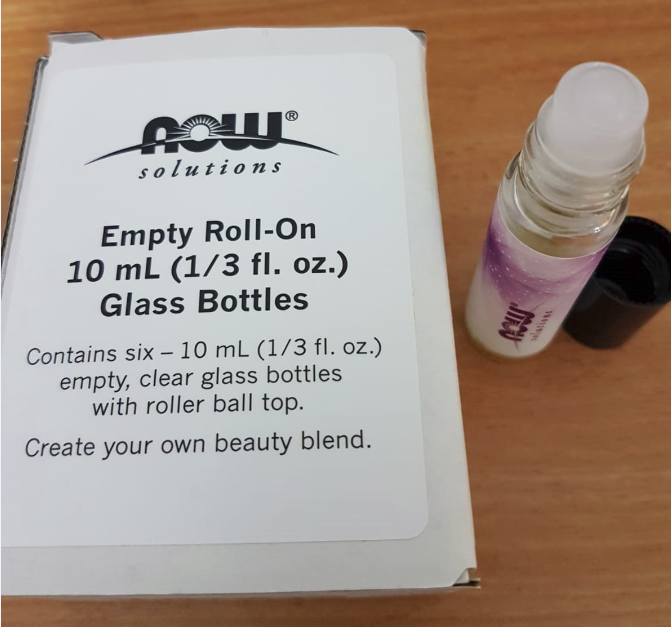 NOW®
solutions
Empty Roll-On
10 mL (1/3 fl. oz.)
Glass Bottles
Contains six – 10 mL (1/3 fl. oz.)
empty, clear glass bottles
with roller ball top.
Create your own beauty blend.
NOW®
solutions